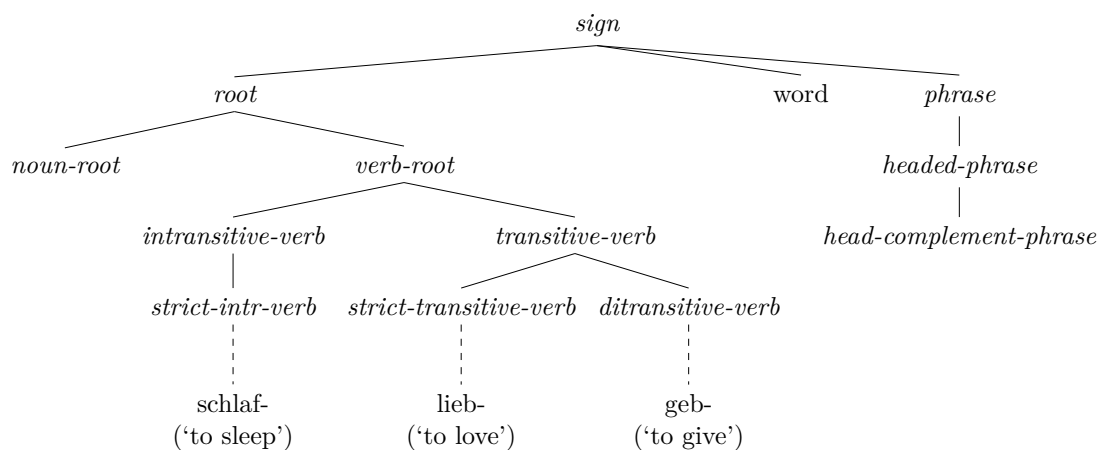 sign
root word phrase
noun-root verb-root headed-phrase
intransitive-verb transitive-verb head-complement-phrase
strict-intr-verb strict-transitive-verb ditransitive-verb
schlaf- lieb- geb-
(‘to sleep’) (‘to love’) (‘to give’)